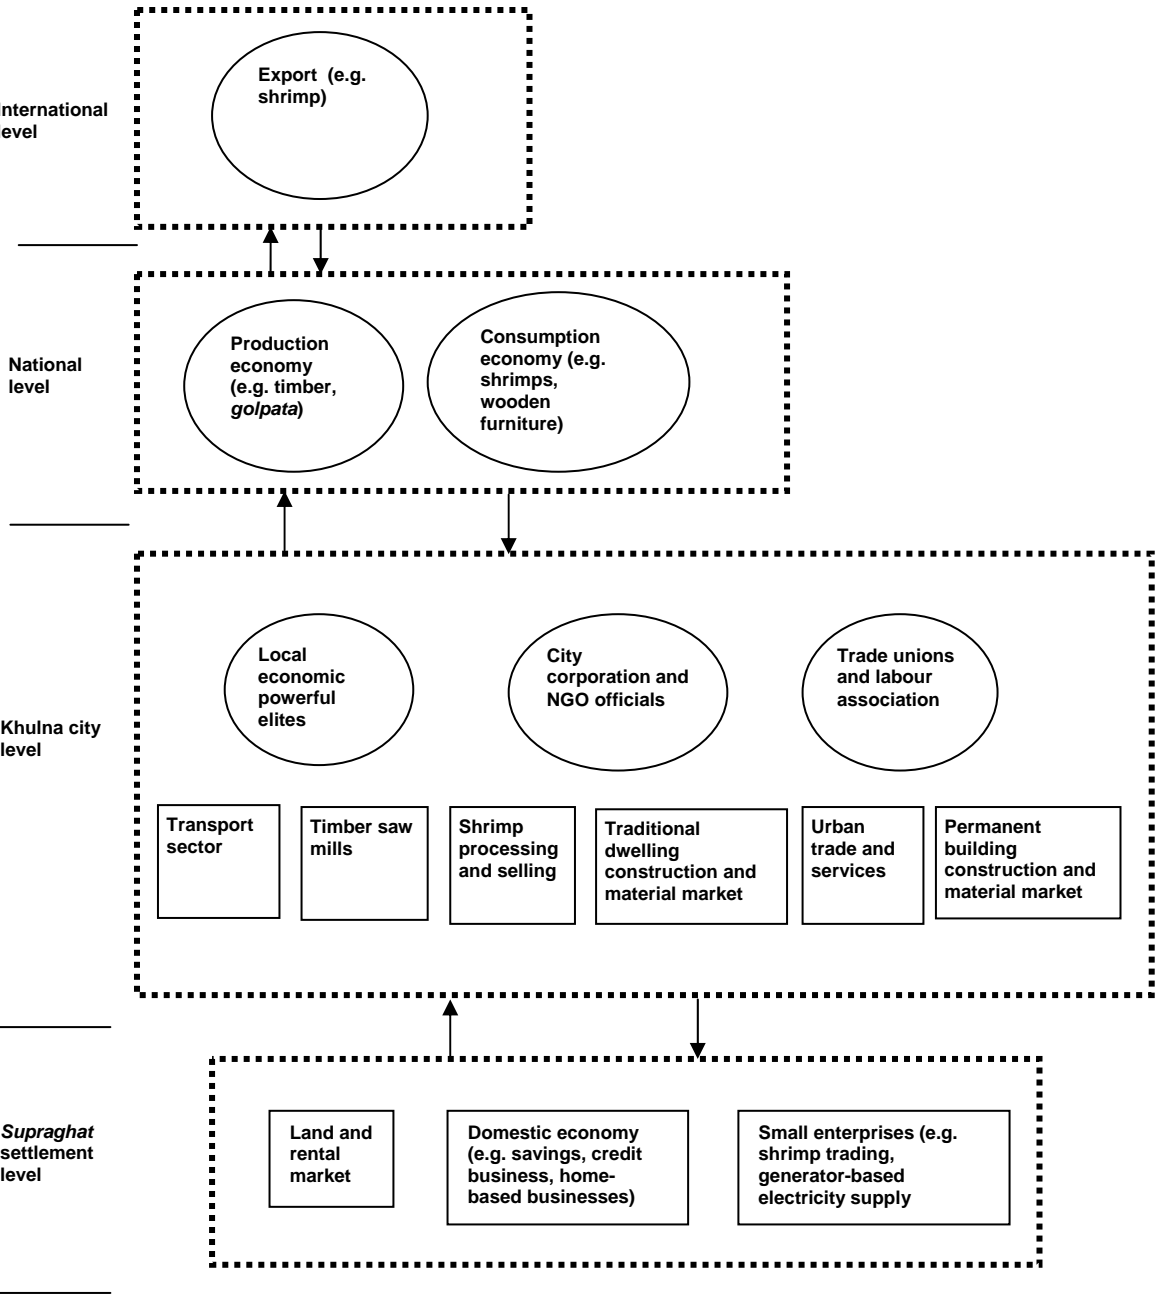 Export (e.g.
shrimp)
International
level
Production
economy
(e.g. timber,
golpata)
Consumption
economy (e.g.
shrimps,
wooden
furniture)
National
level
Local
economic
powerful
elites
City
corporation and
NGO officials
Trade unions
and labour
association
Khulna city
level
Transport
sector
Timber saw
mills
Shrimp
processing
and selling
Traditional
dwelling
construction and
material market
Urban
trade and
services
Permanent
building
construction and
material market
Supraghat
settlement
level
Land and
rental
market
Domestic economy
(e.g. savings, credit
business, home-
based businesses)
Small enterprises (e.g.
shrimp trading,
generator-based
electricity supply